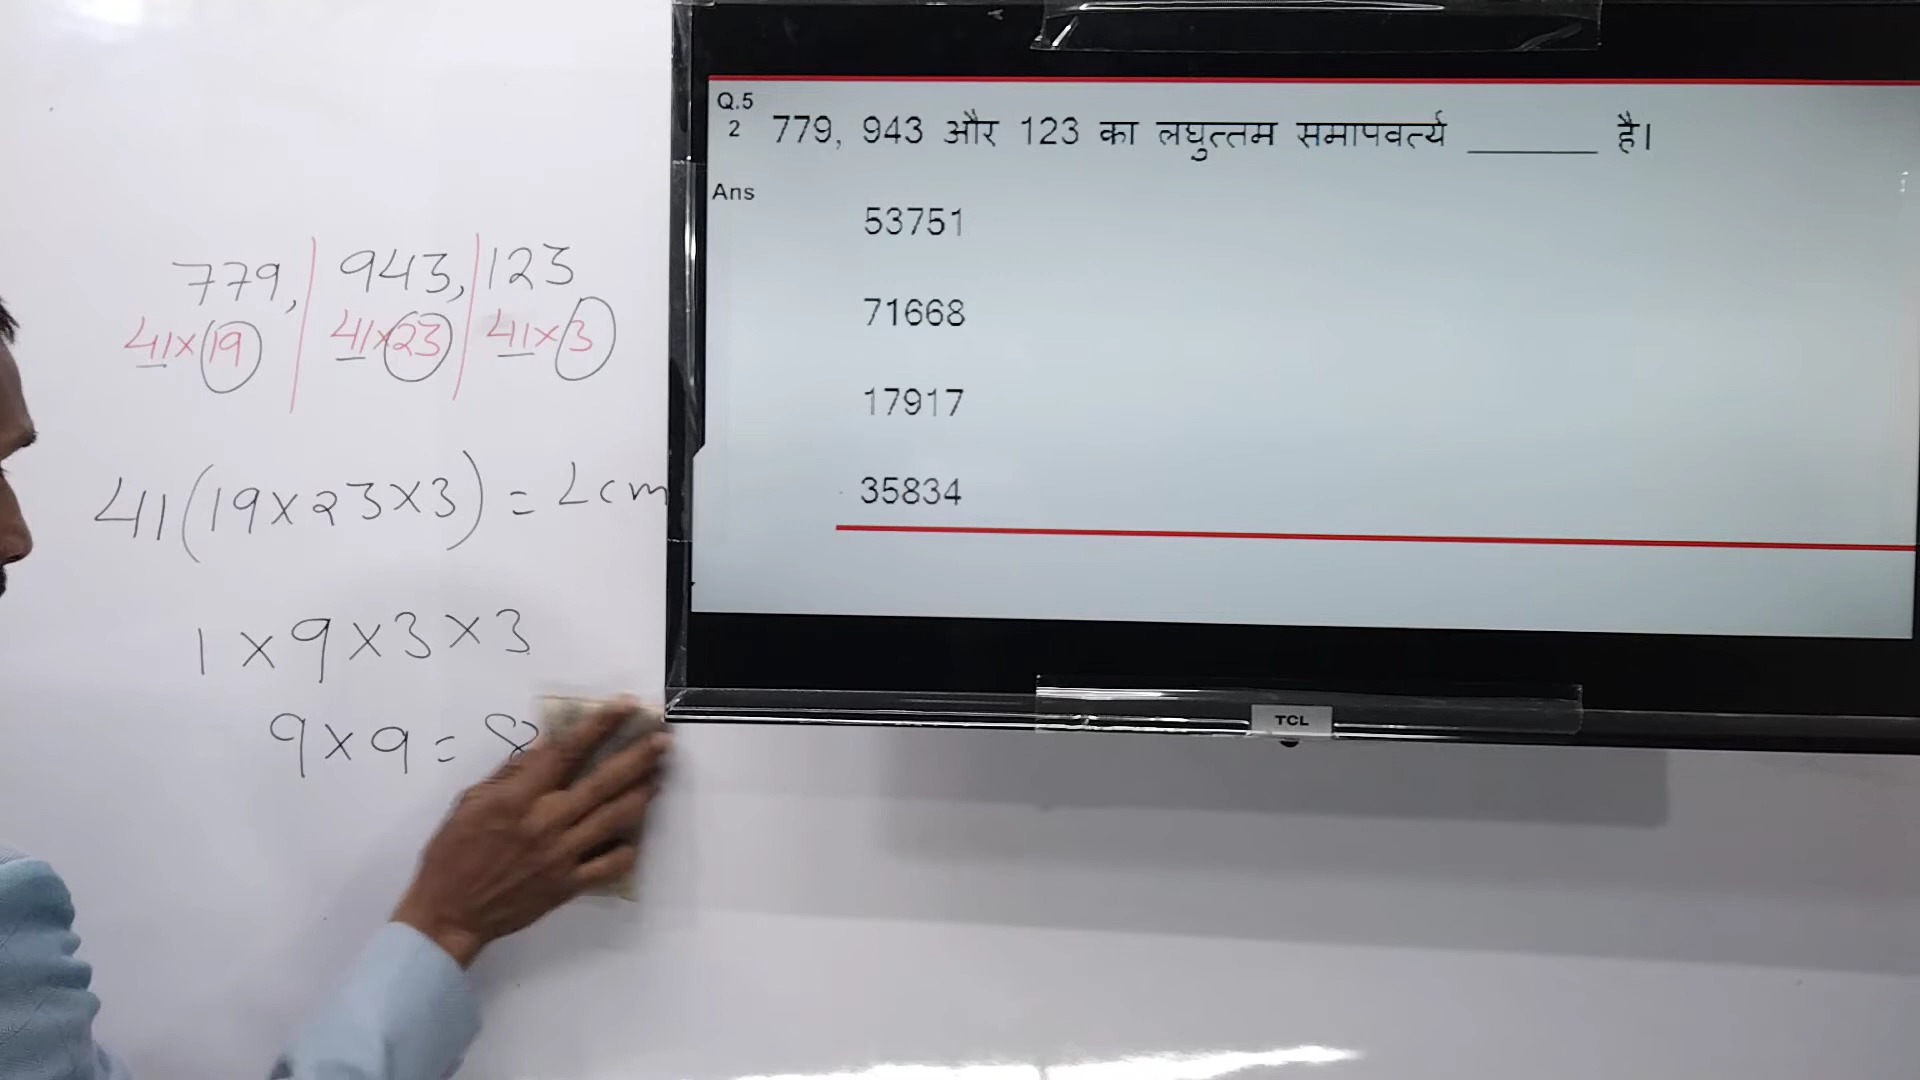 779, 943, 123
41×19 41×23 41×3
41(19×23×3) = Lcm
1×9×3×3
9×9=8
Q.5
2
779, 943 और 123 का लघुत्तम समापवर्त्य ______ है।
Ans
53751
71668
17917
35834
TCL